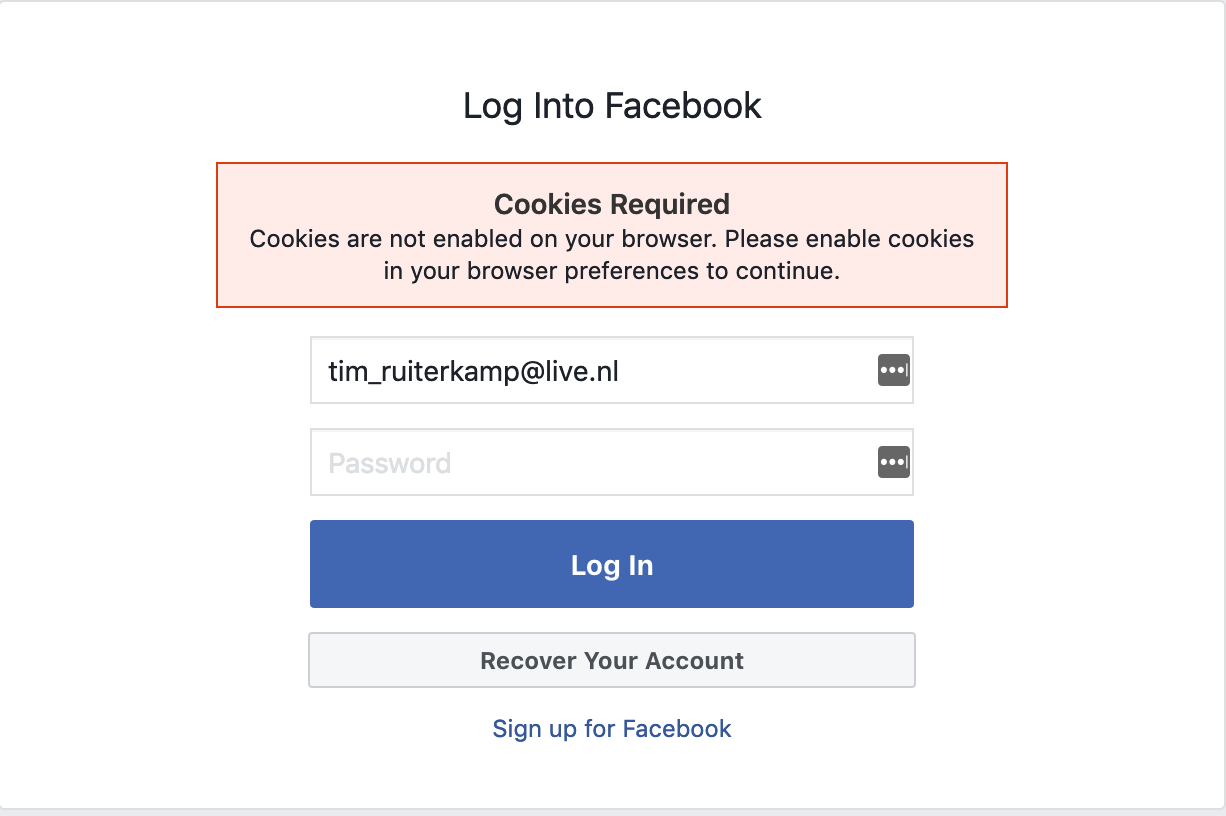 Log Into Facebook
Cookies Required
Cookies are not enabled on your browser. Please enable cookies
in your browser preferences to continue.
tim_ruiterkamp@live.nl
Password
Log In
Recover Your Account
Sign up for Facebook